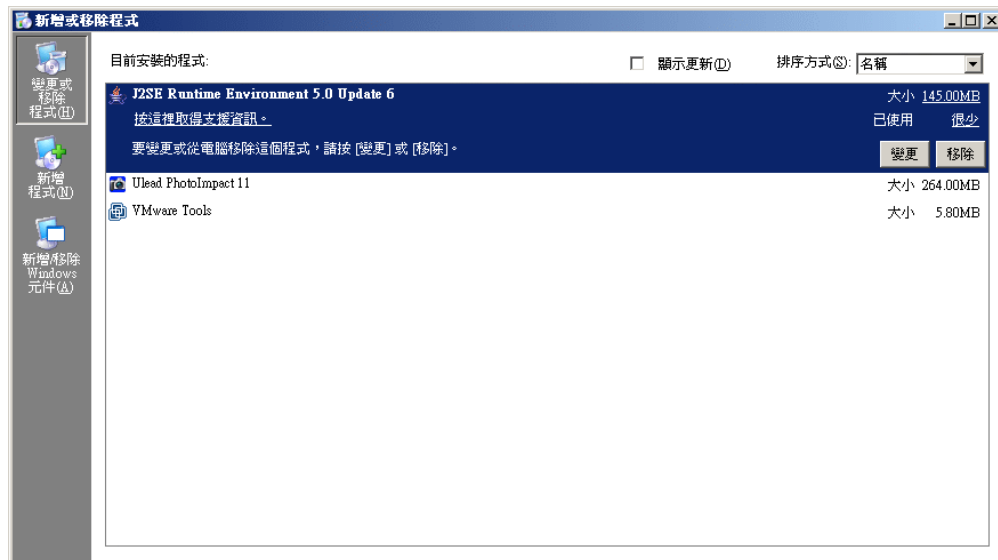 新增或移除程式
變更或
移除
程式(H)
新增
程式(N)
新增/移除
Windows
元件(A)
目前安裝的程式:
顯示更新(D)
排序方式(S): 名稱
J2SE Runtime Environment 5.0 Update 6
大小 145.00MB
按這裡取得支援資訊。
已使用 很少
要變更或從電腦移除這個程式，請按 [變更] 或 [移除]。
變更 移除
Ulead PhotoImpact 11
大小 264.00MB
VMware Tools
大小 5.80MB